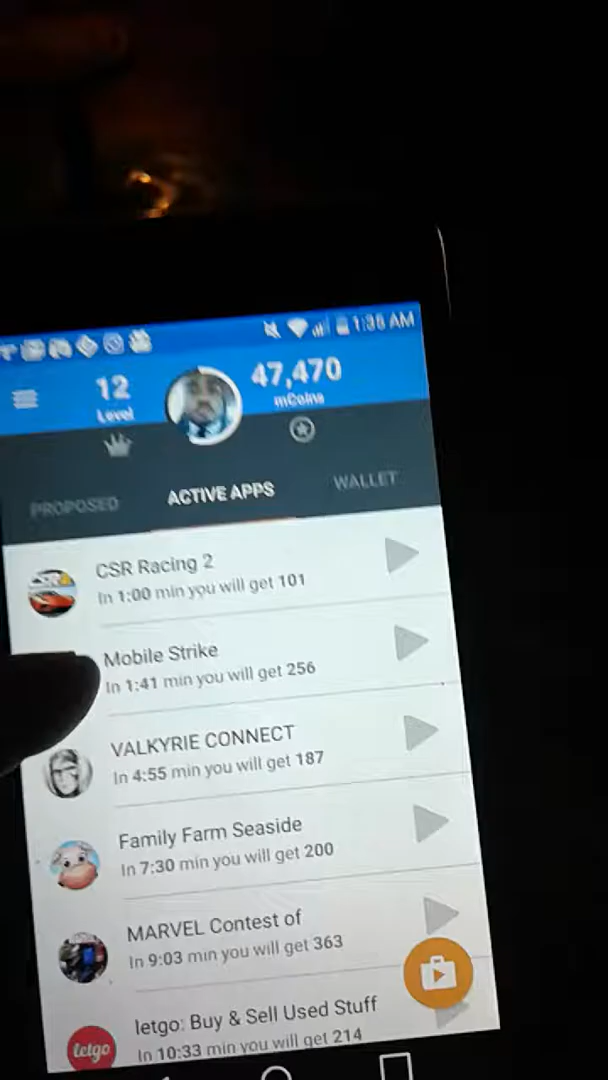 1:36 AM
12
Level
47,470
mCoins
PROPOSED
ACTIVE APPS
WALLET
CSR Racing 2
In 1:00 min you will get 101
Mobile Strike
In 1:41 min you will get 256
VALKYRIE CONNECT
In 4:55 min you will get 187
Family Farm Seaside
In 7:30 min you will get 200
MARVEL Contest of
In 9:03 min you will get 363
letgo: Buy & Sell Used Stuff
In 10:33 min you will get 214
letgo